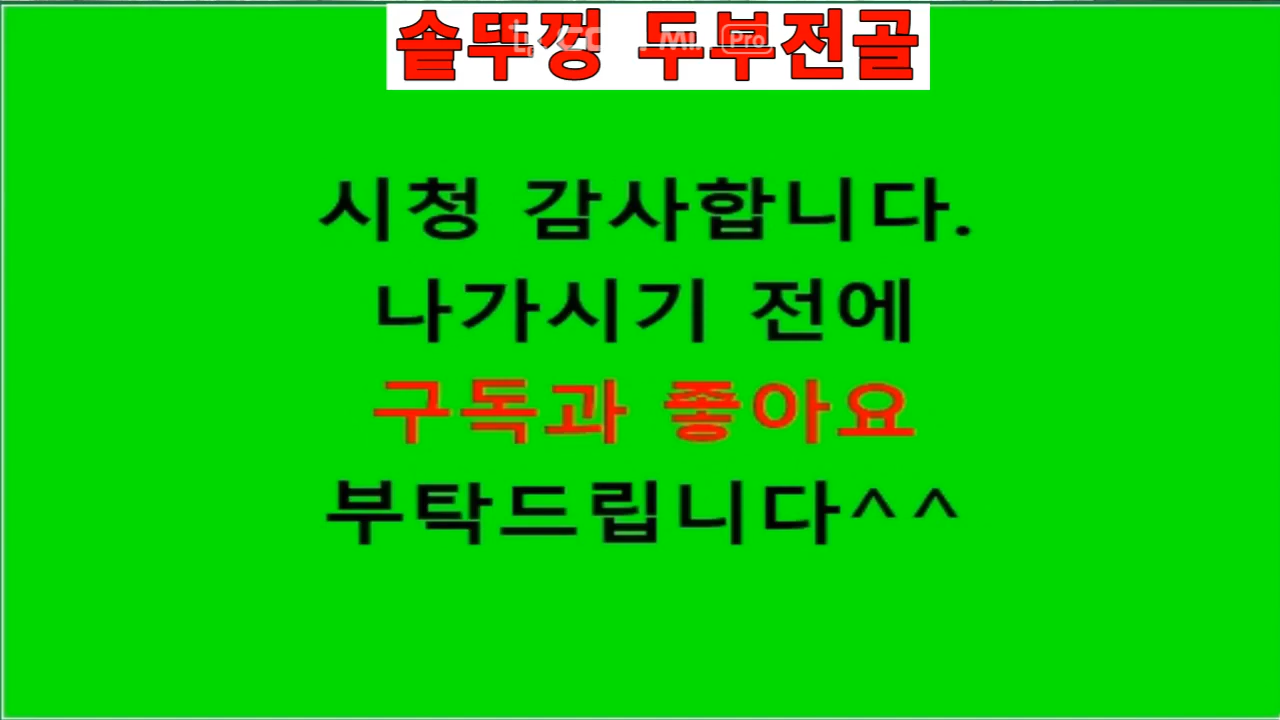 솥뚜껑 두부전골
Pro
시청 감사합니다.
나가시기 전에
구독과 좋아요
부탁드립니다^^